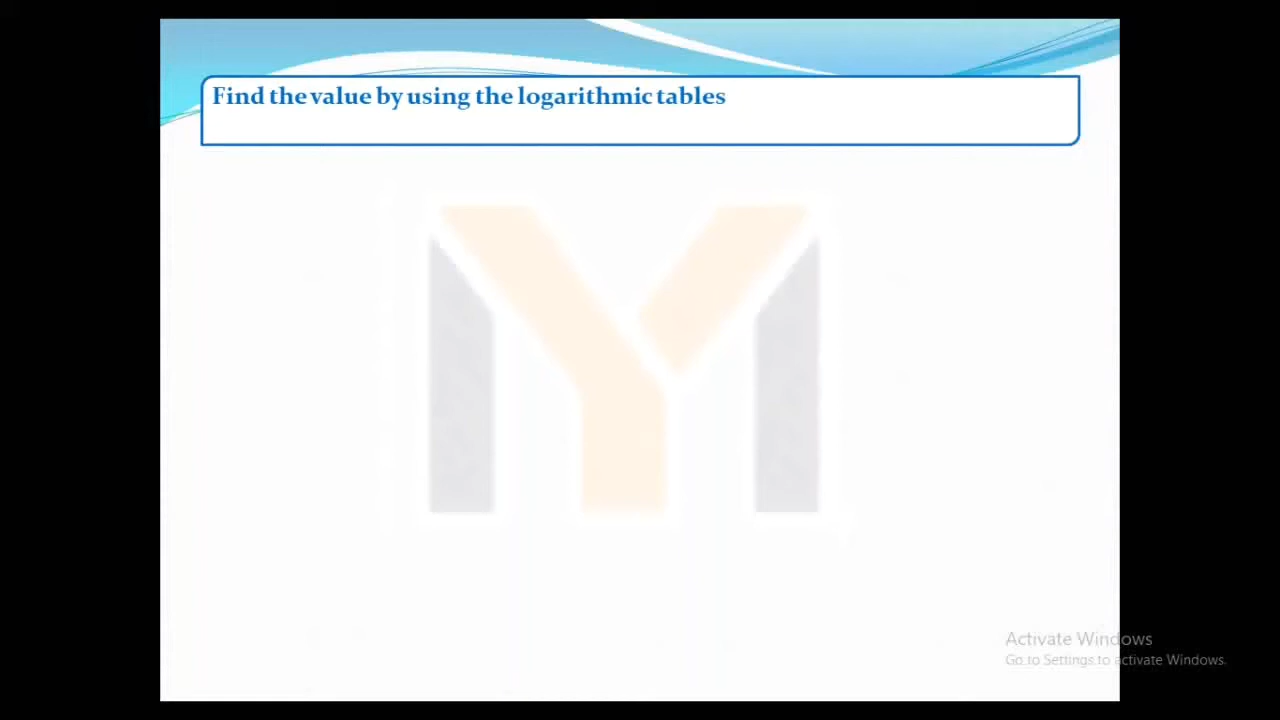 Find the value by using the logarithmic tables
Activate Windows
Go to Settings to activate Windows.